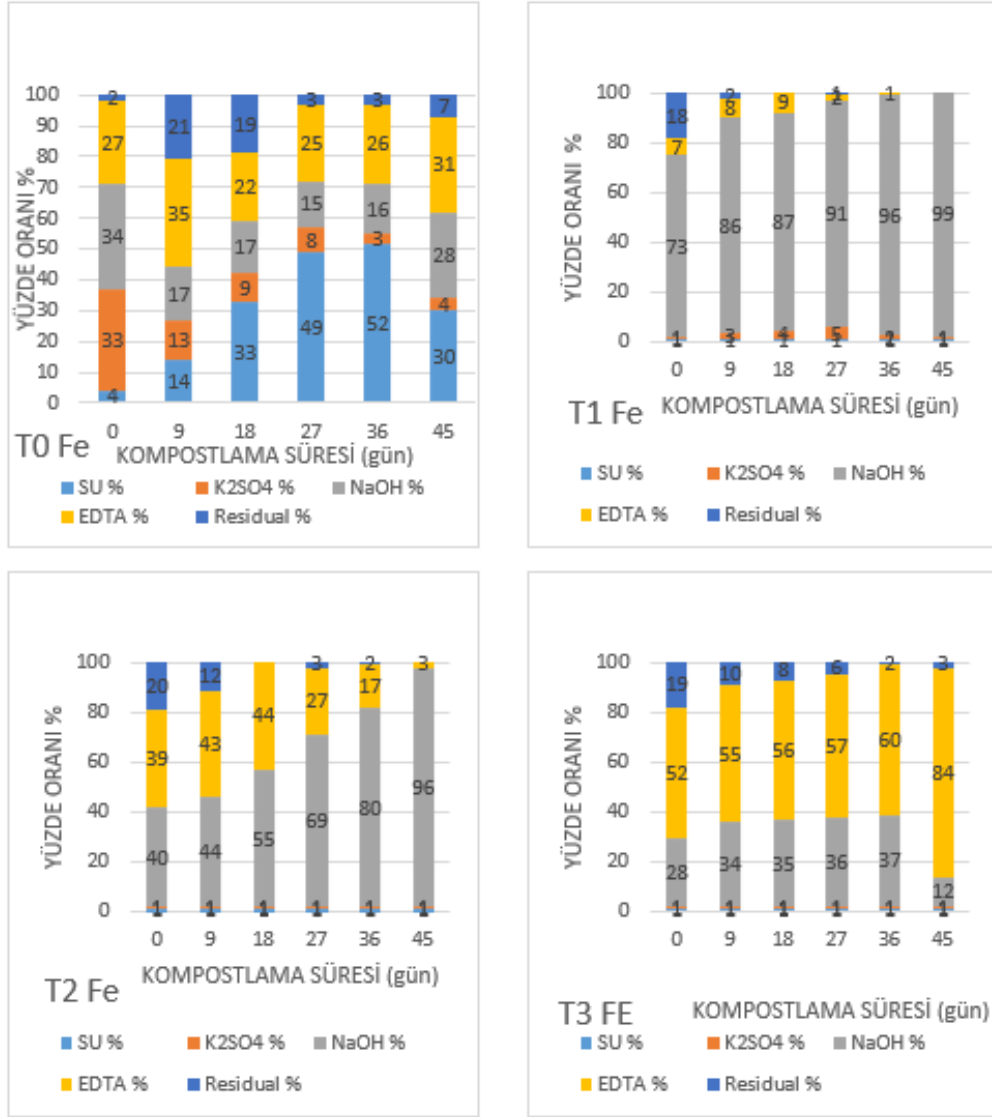 YÜZDE ORANI %
100
90
80
70
60
50
40
30
20
10
0
2 21 19 3 3 7
27 35 22 25 26 31
34 17 17 15 16 28
33 13 9 8 3 4
4 14 33 49 52 30
0 9 18 27 36 45
T0 Fe
KOMPOSTLAMA SÜRESİ (gün)
SU % K2SO4 % NaOH %
EDTA % Residual %
YÜZDE ORANI %
100
80
60
40
20
0
18 2 1
7 8 9 2 1
73 86 87 91 96 99
1 3 4 5 2 1
1 1 1
0 9 18 27 36 45
T1 Fe
KOMPOSTLAMA SÜRESİ (gün)
SU % K2SO4 % NaOH %
EDTA % Residual %
YÜZDE ORANI %
100
80
60
40
20
0
20 12 3 2
39 43 44 27 17 3
40 44 55 69 80 96
1 1 1 1 1 1
0 9 18 27 36 45
T2 Fe
KOMPOSTLAMA SÜRESİ (gün)
SU % K2SO4 % NaOH %
EDTA % Residual %
YÜZDE ORANI %
100
80
60
40
20
0
19 10 8 6 2 3
52 55 56 57 60 84
28 34 35 36 37 12
1 1 1 1 1 1
0 9 18 27 36 45
T3 FE
KOMPOSTLAMA SÜRESİ (gün)
SU % K2SO4 % NaOH %
EDTA % Residual %